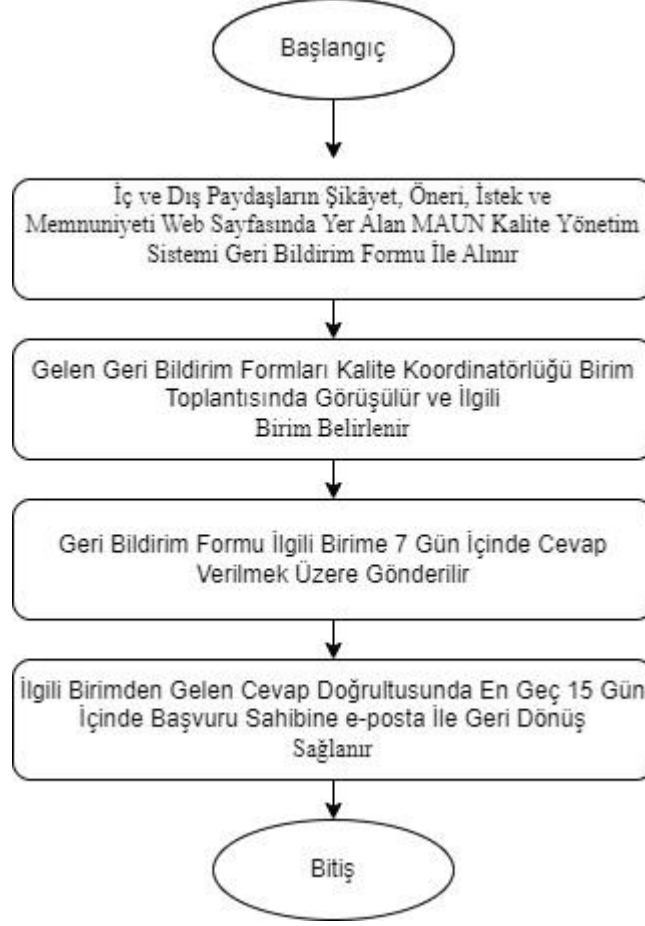 Başlangıç
İç ve Dış Paydaşların Şikâyet, Öneri, İstek ve
Memnuniyeti Web Sayfasında Yer Alan MAUN Kalite Yönetim
Sistemi Geri Bildirim Formu İle Alınır
Gelen Geri Bildirim Formları Kalite Koordinatörlüğü Birim
Toplantısında Görüşülür ve İlgili
Birim Belirlenir
Geri Bildirim Formu İlgili Birime 7 Gün İçinde Cevap
Verilmek Üzere Gönderilir
İlgili Birimden Gelen Cevap Doğrultusunda En Geç 15 Gün
İçinde Başvuru Sahibine e-posta İle Geri Dönüş
Sağlanır
Bitiş